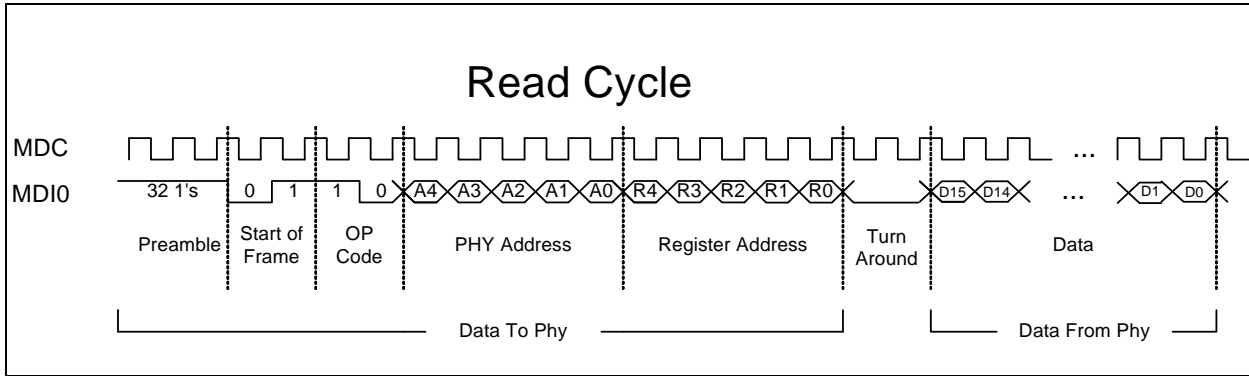 Read Cycle
MDC
...
MDI0
32 1's
0
1
1
0
A4
A3
A2
A1
A0
R4
R3
R2
R1
R0
D15
D14
...
D1
D0
Preamble
Start of
Frame
OP
Code
PHY Address
Register Address
Turn
Around
Data
Data To Phy
Data From Phy